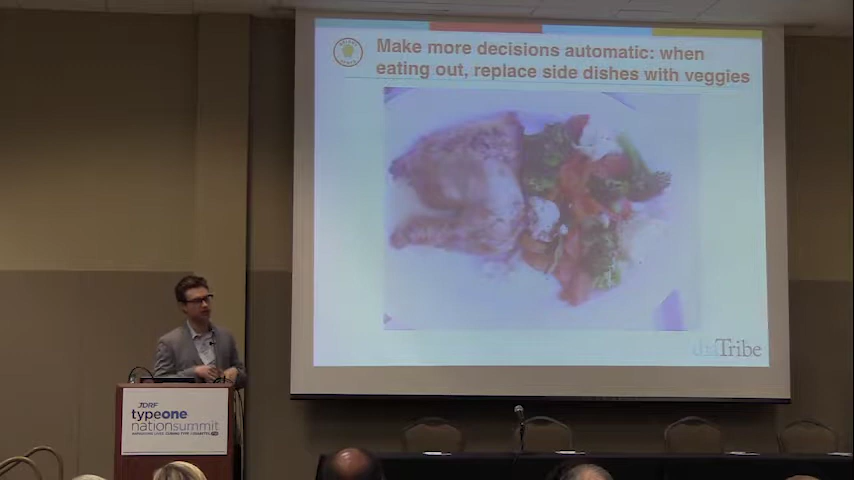 Make more decisions automatic: when
eating out, replace side dishes with veggies
diaTribe
JDRF
typeone
nationsummit